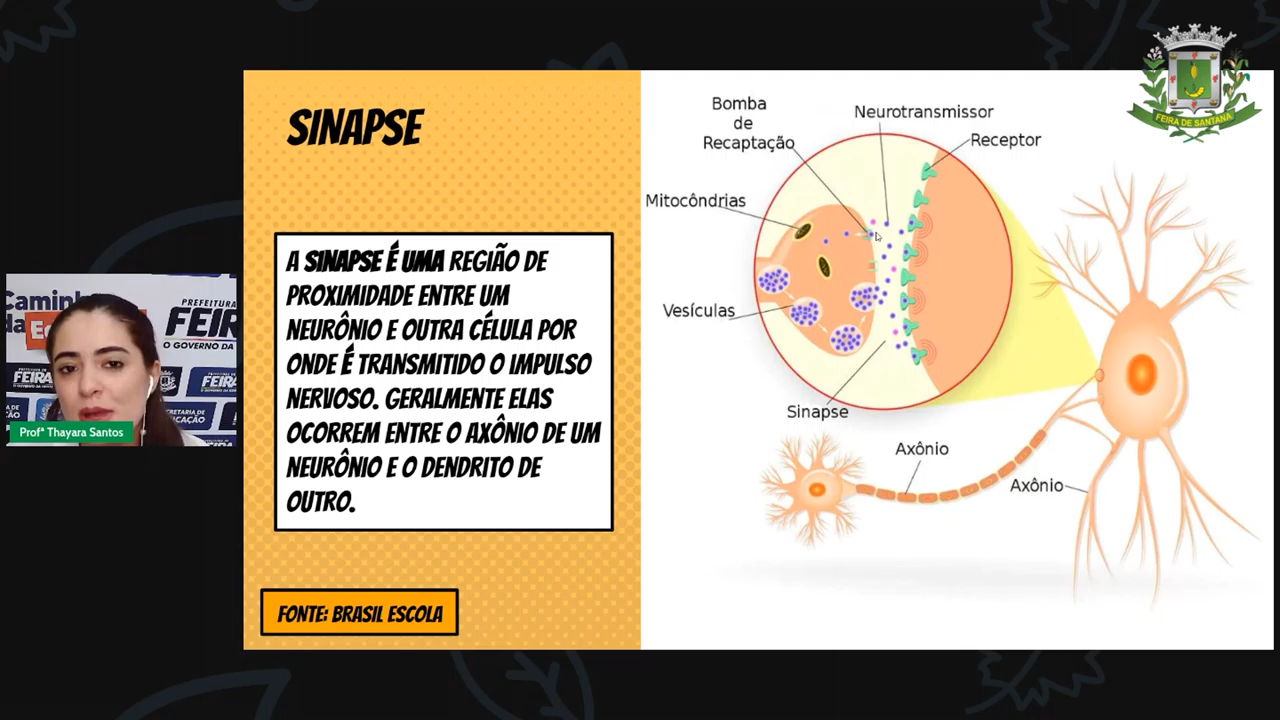 FEIRA DE SANTANA
SINAPSE
A SINAPSE É UMA REGIÃO DE
PROXIMIDADE ENTRE UM
NEURÔNIO E OUTRA CÉLULA POR
ONDE É TRANSMITIDO O IMPULSO
NERVOSO. GERALMENTE ELAS
OCORREM ENTRE O AXÔNIO DE UM
NEURÔNIO E O DENDRITO DE
OUTRO.
FONTE: BRASIL ESCOLA
Bomba
de
Recaptação
Neurotransmissor
Receptor
Mitocôndrias
Vesículas
Sinapse
Axônio
Axônio
PREFEITURA
FEIR
O GOVERNO DA
FEIRA
FEIRA
Profª Thayara Santos